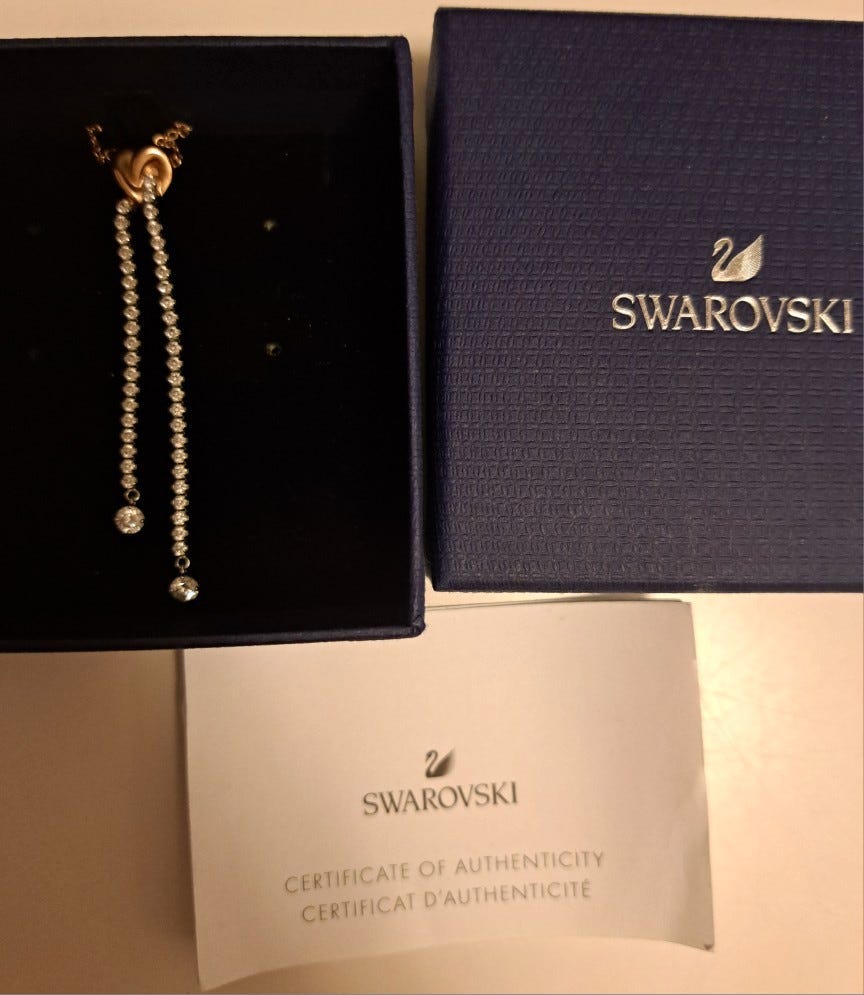 SWAROVSKI
SWAROVSKI
CERTIFICATE OF AUTHENTICITY
CERTIFICAT D'AUTHENTICITÉ